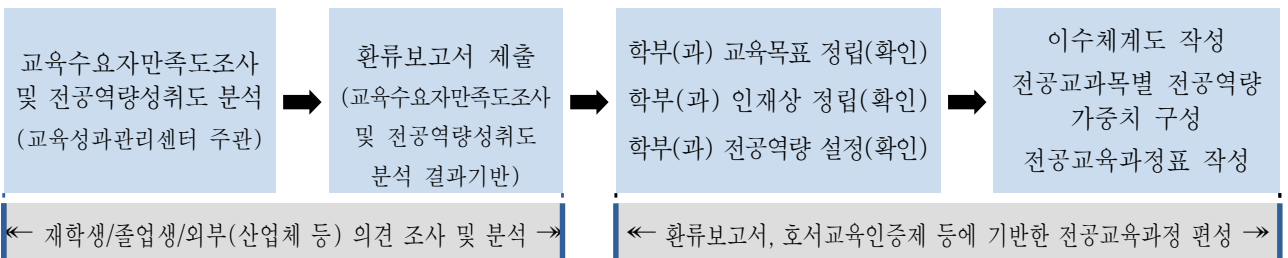 교육수요자만족도조사
및 전공역량성취도 분석
(교육성과관리센터 주관)
환류보고서 제출
(교육수요자만족도조사
및 전공역량성취도
분석 결과기반)
학부(과) 교육목표 정립(확인)
학부(과) 인재상 정립(확인)
학부(과) 전공역량 설정(확인)
이수체계도 작성
전공교과목별 전공역량
가중치 구성
전공교육과정표 작성
↞ 재학생/졸업생/외부(산업체 등) 의견 조사 및 분석 ↠
↞ 환류보고서, 호서교육인증제 등에 기반한 전공교육과정 편성 ↠